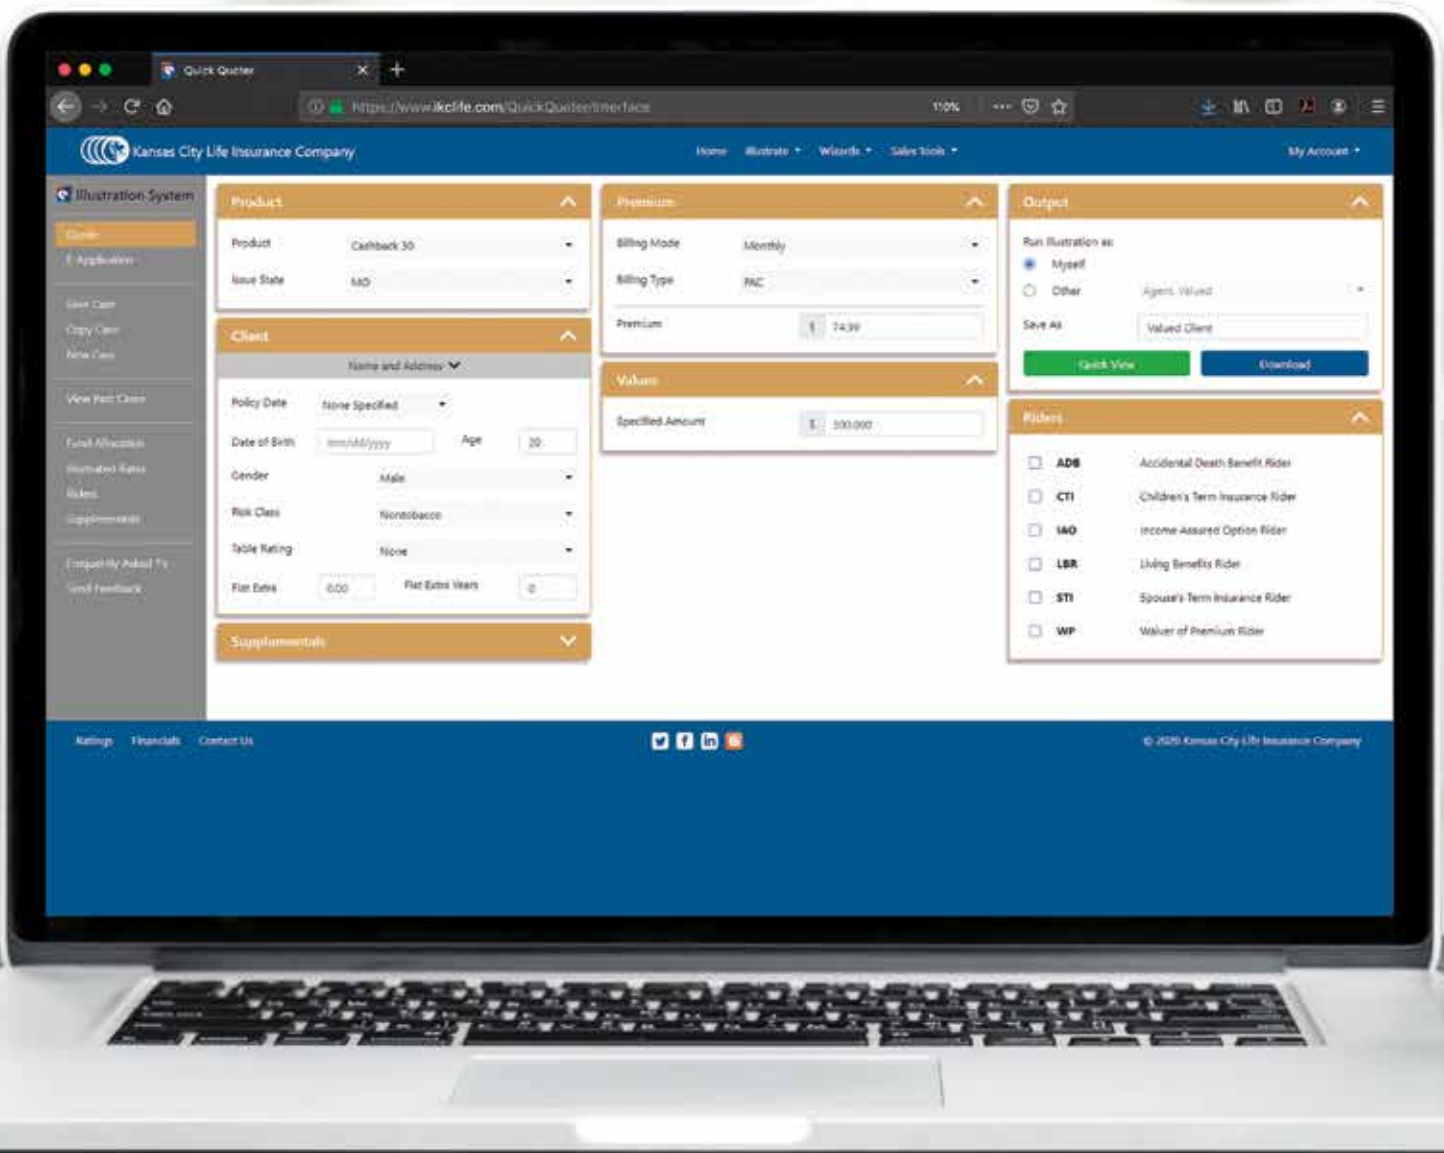 Quick Quoter
https://www.ikclife.com/QuickQuoter/Interface
110%
Kansas City Life Insurance Company
Home Illustrate Wizards Sales Tools
My Account
Illustration System
Quote
E-Application
Save Case
Copy Case
New Case
View Past Cases
Fund Allocation
Illustrated Rates
Riders
Supplementals
Frequently Asked ?'s
Send Feedback
Product
Product Cashback 30
Issue State MO
Client
Name and Address
Policy Date None Specified
Date of Birth mm/dd/yyyy Age
Gender Male
Risk Class Nontobacco
Table Rating None
Flat Extra 0.00 Flat Extra Years 0
Supplementals
Premium
Billing Mode Monthly
Billing Type PAC
Premium $ 74.39
Values
Specified Amount $
Output
Run Illustration as:
Myself
Other Agent, Valued
Save As Valued Client
Quick View Download
Riders
ADB Accidental Death Benefit Rider
CTI Children's Term Insurance Rider
IAO Income Assured Option Rider
LBR Living Benefits Rider
STI Spouse's Term Insurance Rider
WP Waiver of Premium Rider
Ratings Financials Contact Us
© 2020 Kansas City Life Insurance Company